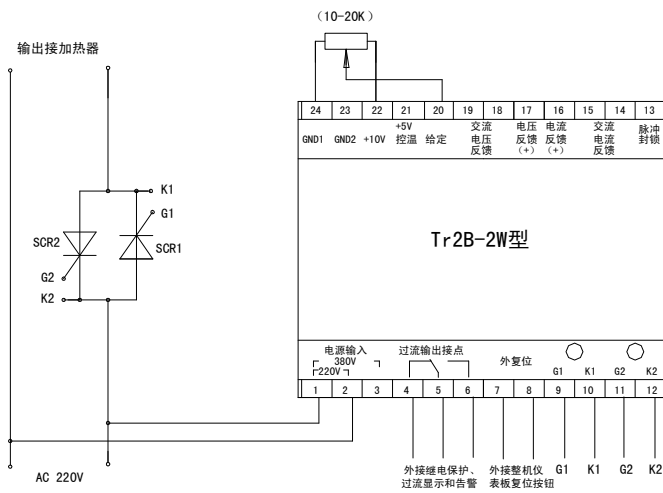 （10-20K）
输出接加热器
24 23 22 21 20 19 18 17 16 15 14 13
GND1 GND2 +10V +5V控温 给定 交流电压反馈 电压反馈(+) 电流反馈(+) 交流电流反馈 脉冲封锁
K1
G1
SCR2
SCR1
G2
K2
Tr2B-2W型
电源输入
380V
220V
过流输出接点
外复位
G1 K1 G2 K2
1 2 3 4 5 6 7 8 9 10 11 12
外接继电保护、
过流显示和告警
外接整机仪
表板复位按钮
G1 K1 G2 K2
AC 220V